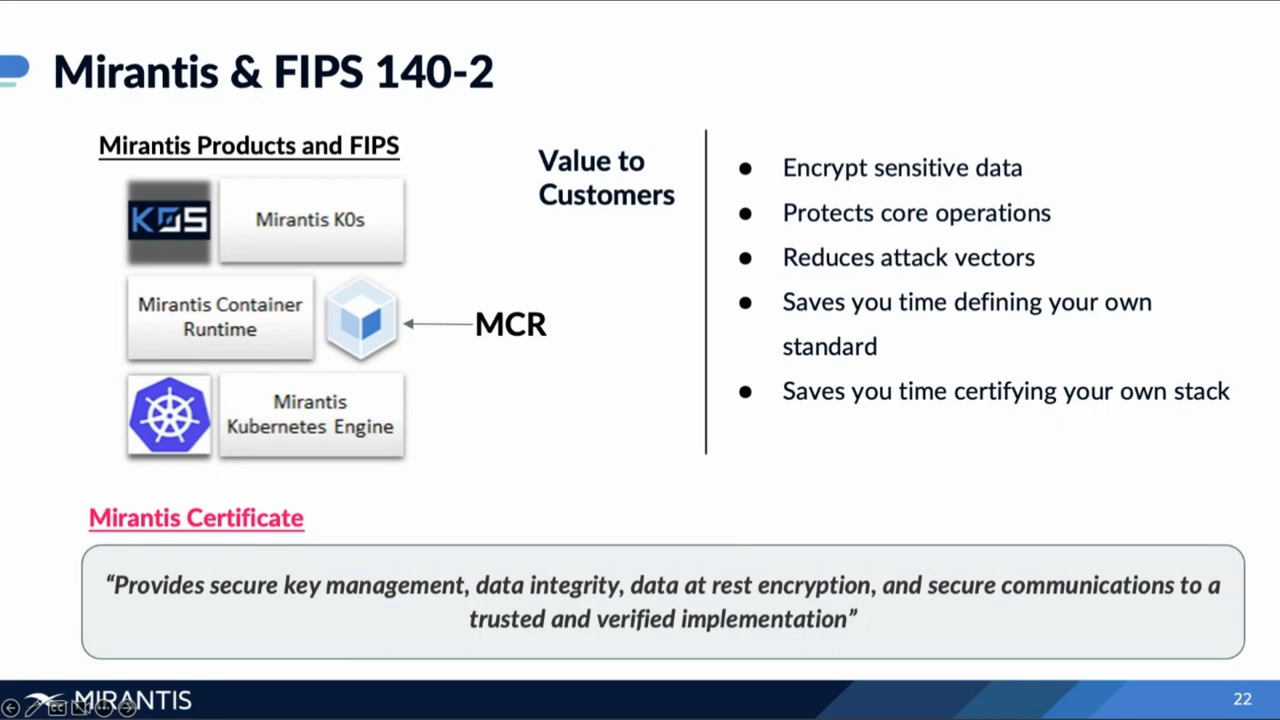 Mirantis & FIPS 140-2
Mirantis Products and FIPS
K0S
Mirantis K0s
Mirantis Container
Runtime
MCR
Mirantis
Kubernetes Engine
Value to
Customers
● Encrypt sensitive data
● Protects core operations
● Reduces attack vectors
● Saves you time defining your own
standard
● Saves you time certifying your own stack
Mirantis Certificate
“Provides secure key management, data integrity, data at rest encryption, and secure communications to a
trusted and verified implementation”
CC
MIRANTIS
22